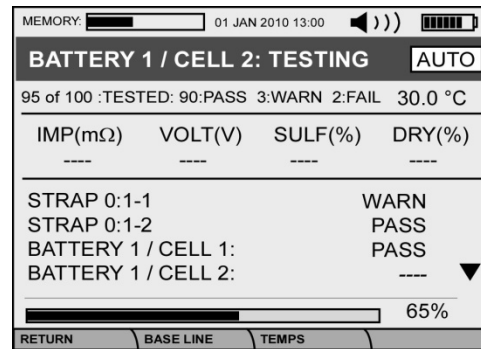 MEMORY: 01 JAN 2010 13:00
BATTERY 1 / CELL 2: TESTING AUTO
95 of 100 :TESTED: 90:PASS 3:WARN 2:FAIL 30.0 °C
IMP(mΩ) VOLT(V) SULF(%) DRY(%)
---- ---- ---- ----
STRAP 0:1-1 WARN
STRAP 0:1-2 PASS
BATTERY 1 / CELL 1: PASS
BATTERY 1 / CELL 2: ----
65%
RETURN BASE LINE TEMPS